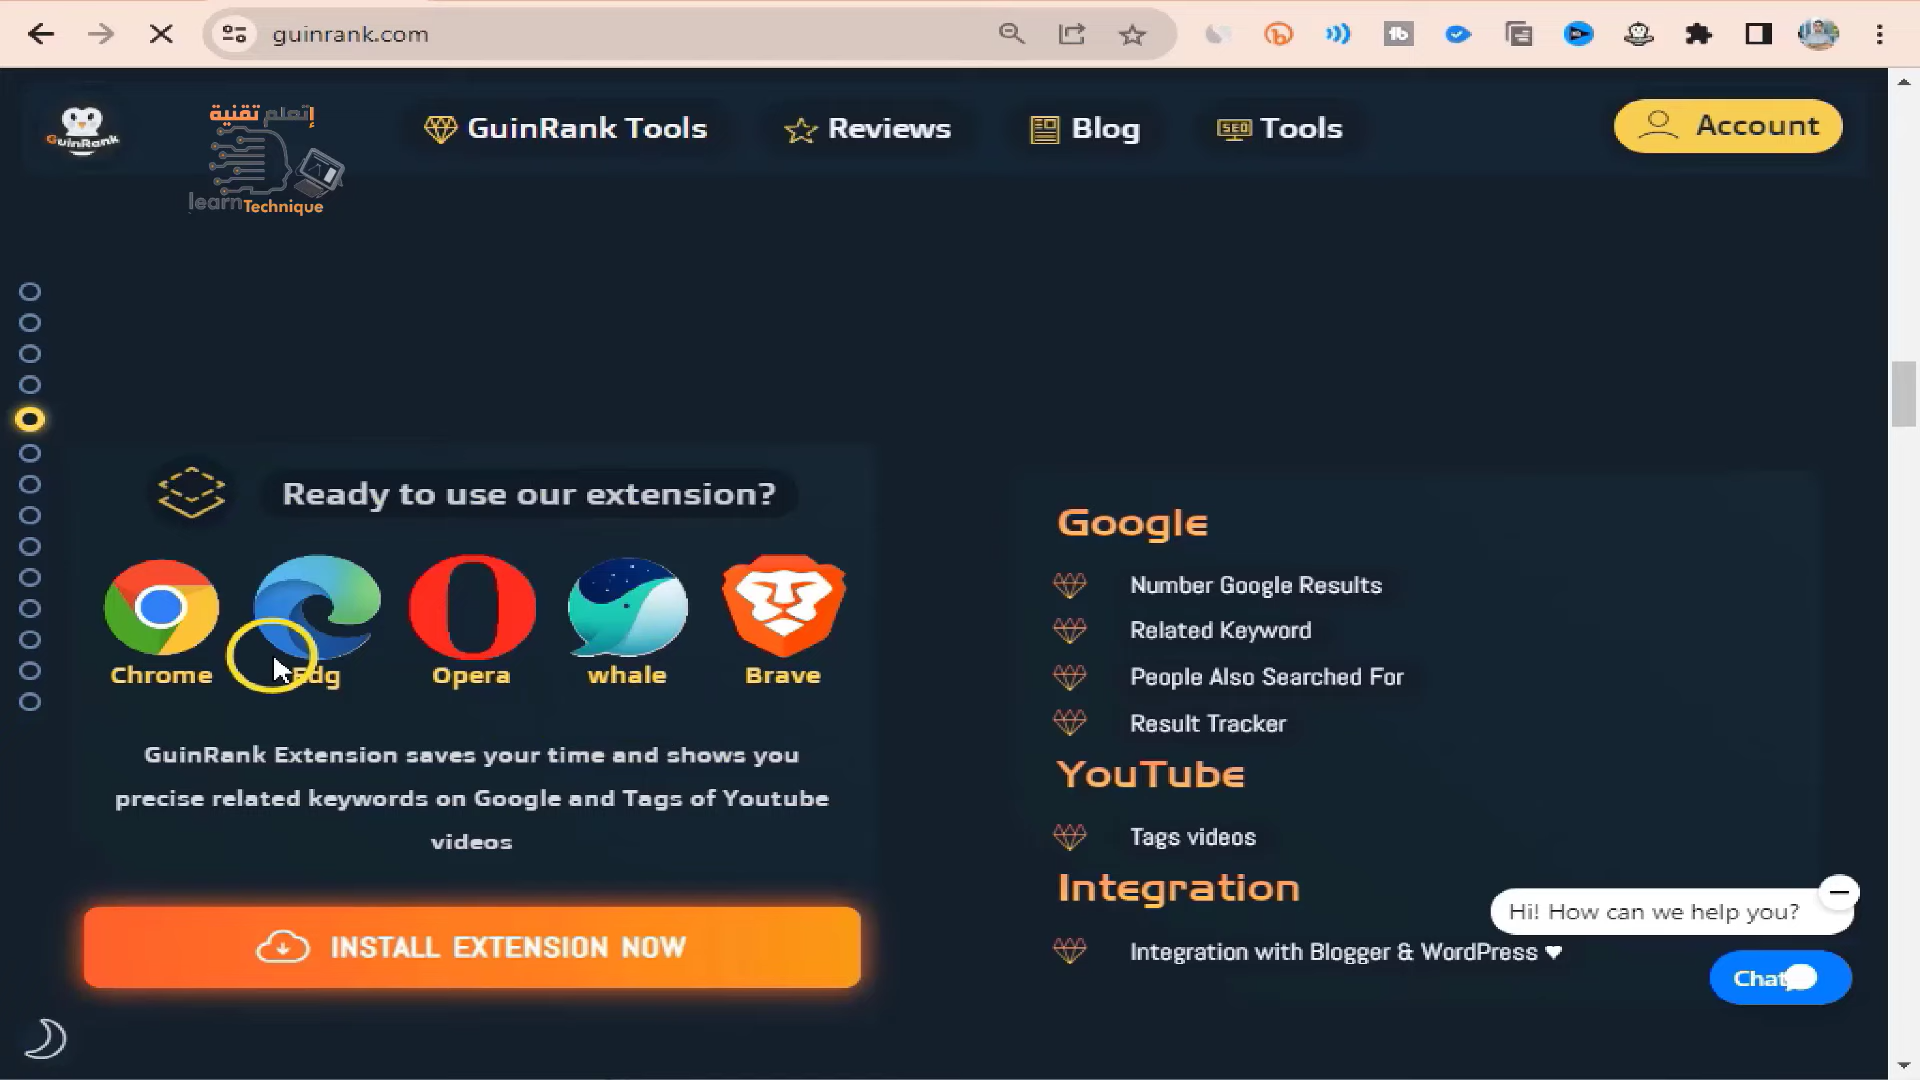 guinrank.com
GuinRank
إتعلم تقنية
learnTechnique
GuinRank Tools
Reviews
Blog
SEO
Tools
Account
Ready to use our extension?
Chrome
Edg
Opera
whale
Brave
GuinRank Extension saves your time and shows you
precise related keywords on Google and Tags of Youtube
videos
INSTALL EXTENSION NOW
Google
Number Google Results
Related Keyword
People Also Searched For
Result Tracker
YouTube
Tags videos
Integration
Integration with Blogger & WordPress ❤
Hi! How can we help you?
Chat